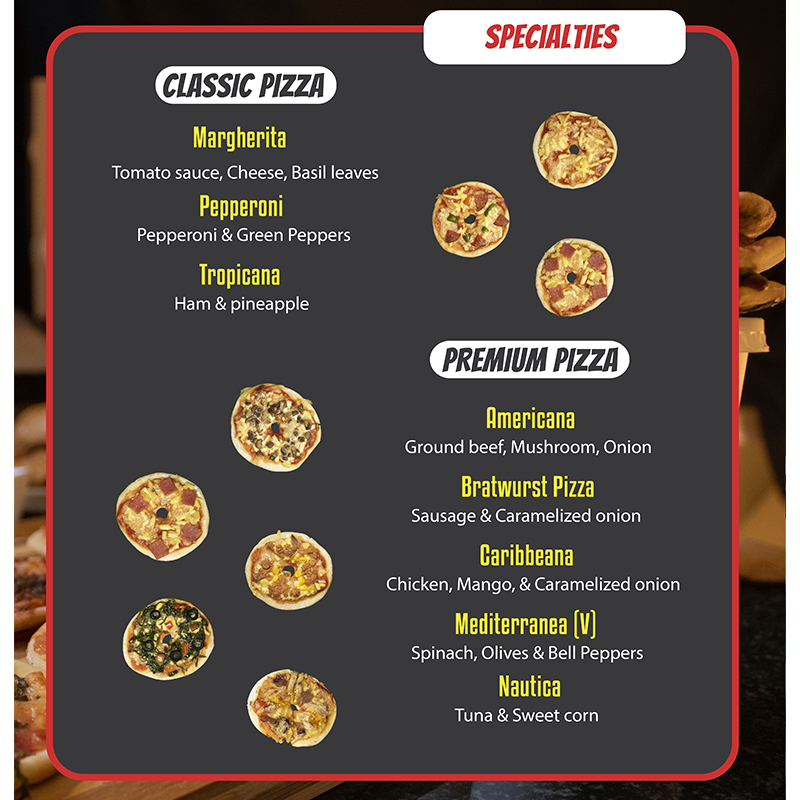 SPECIALTIES
CLASSIC PIZZA
Margherita
Tomato sauce, Cheese, Basil leaves
Pepperoni
Pepperoni & Green Peppers
Tropicana
Ham & pineapple
PREMIUM PIZZA
Americana
Ground beef, Mushroom, Onion
Bratwurst Pizza
Sausage & Caramelized onion
Caribbeana
Chicken, Mango, & Caramelized onion
Mediterranea (V)
Spinach, Olives & Bell Peppers
Nautica
Tuna & Sweet corn